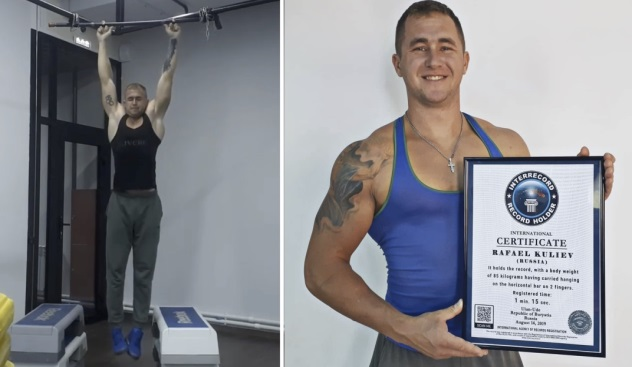 INTERRECORD
RECORD HOLDER
INTERNATIONAL
CERTIFICATE
RAFAEL KULIEV
(RUSSIA)
It holds the record, with a body weight
of 85 kilograms having carried hanging
on the horizontal bar on 2 fingers.
Registered time:
1 min. 15 sec.
Ulan-Ude
Republic of Buryatia
Russia
August 16, 2019
INTERNATIONAL AGENCY OF RECORDS REGISTRATION